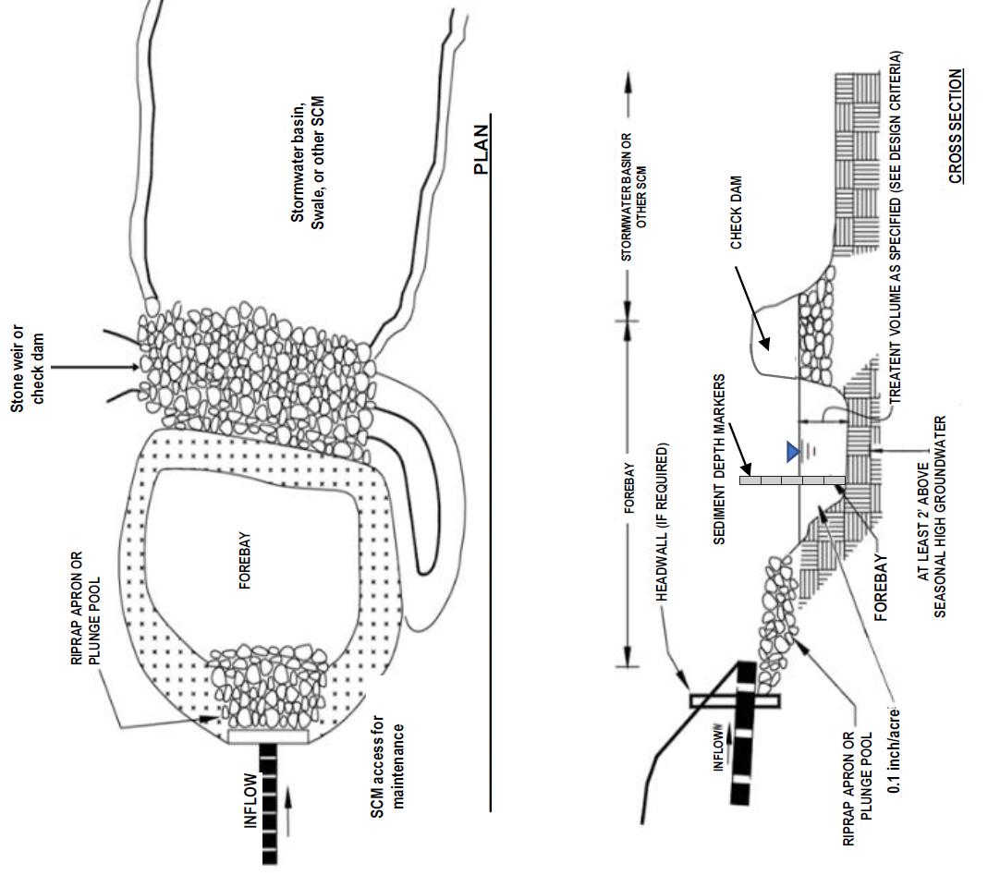 Stone weir or
check dam
Stormwater basin,
Swale, or other SCM
PLAN
RIPRAP APRON OR
PLUNGE POOL
FOREBAY
INFLOW
SCM access for
maintenance
STORMWATER BASIN OR
OTHER SCM
CHECK DAM
FOREBAY
SEDIMENT DEPTH MARKERS
HEADWALL (IF REQUIRED)
INFLOW
RIPRAP APRON OR
PLUNGE POOL
0.1 inch/acre
FOREBAY
AT LEAST 2' ABOVE
SEASONAL HIGH GROUNDWATER
TREATENT VOLUME AS SPECIFIED (SEE DESIGN CRITERIA)
CROSS SECTION